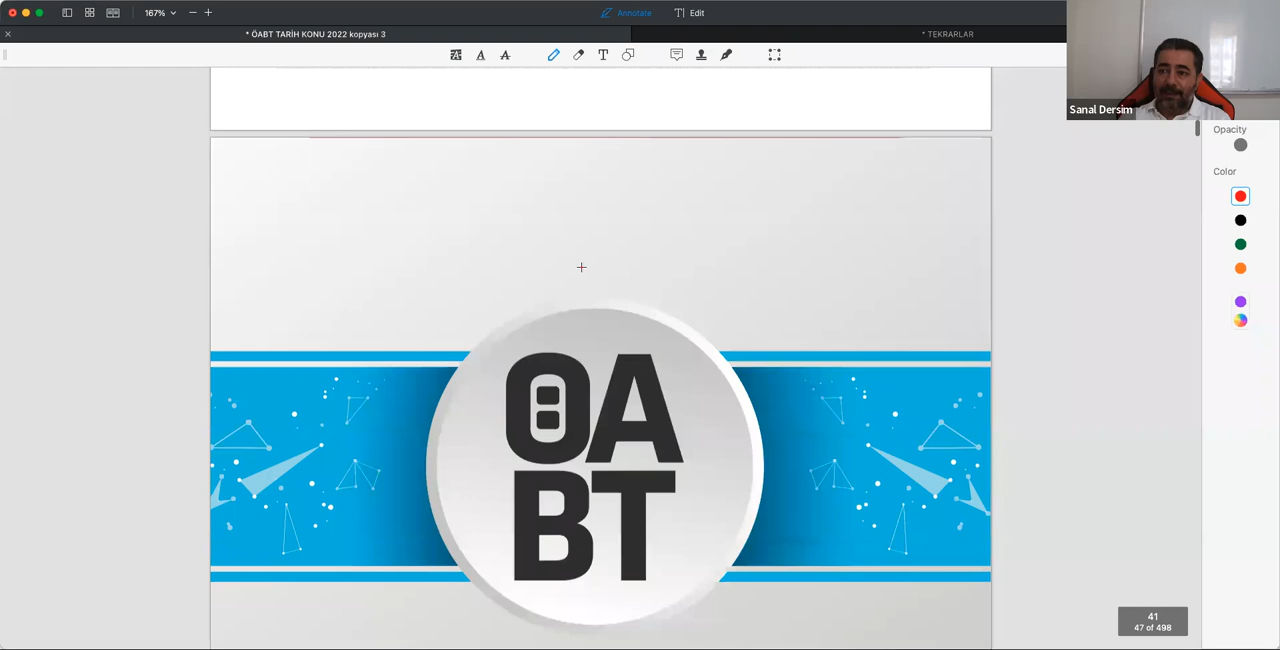 167%
Annotate
Edit
* ÖABT TARİH KONU 2022 kopyası 3
* TEKRARLAR
Sanal Dersim
Opacity
Color
ÖA
BT
41
47 of 498